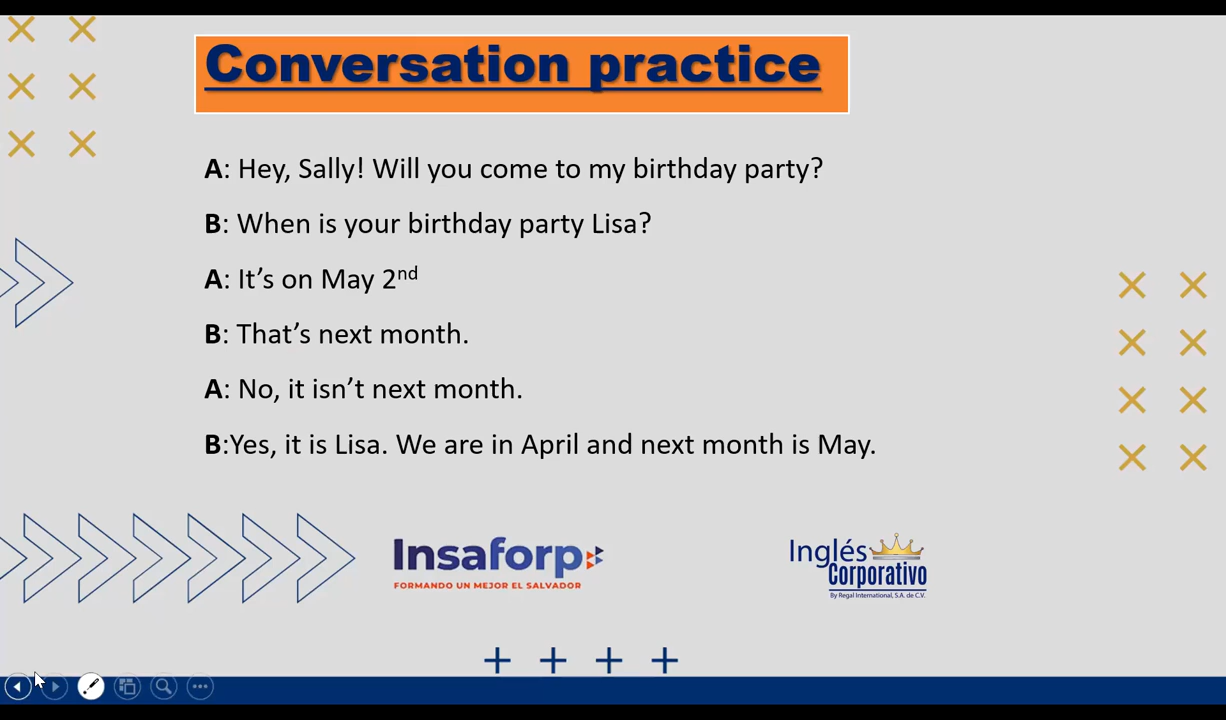 Conversation practice
A: Hey, Sally! Will you come to my birthday party?
B: When is your birthday party Lisa?
A: It’s on May 2nd
B: That’s next month.
A: No, it isn’t next month.
B:Yes, it is Lisa. We are in April and next month is May.
Insaforp
FORMANDO UN MEJOR EL SALVADOR
Inglés
Corporativo
By Regal International, S.A. de C.V.